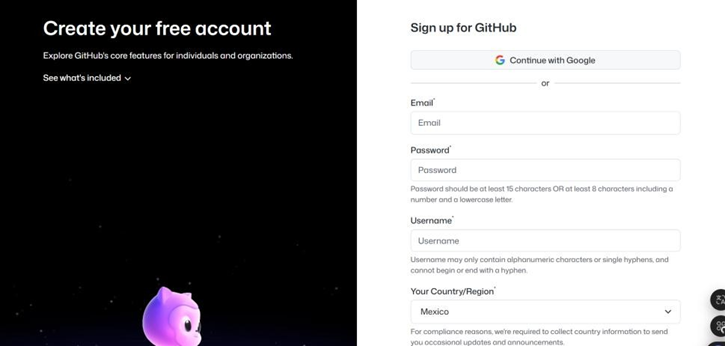 Create your free account
Explore GitHub's core features for individuals and organizations.
See what's included
Sign up for GitHub
Continue with Google
or
Email*
Email
Password*
Password
Password should be at least 15 characters OR at least 8 characters including a
number and a lowercase letter.
Username*
Username
Username may only contain alphanumeric characters or single hyphens, and
cannot begin or end with a hyphen.
Your Country/Region*
Mexico
For compliance reasons, we're required to collect country information to send
you occasional updates and announcements.